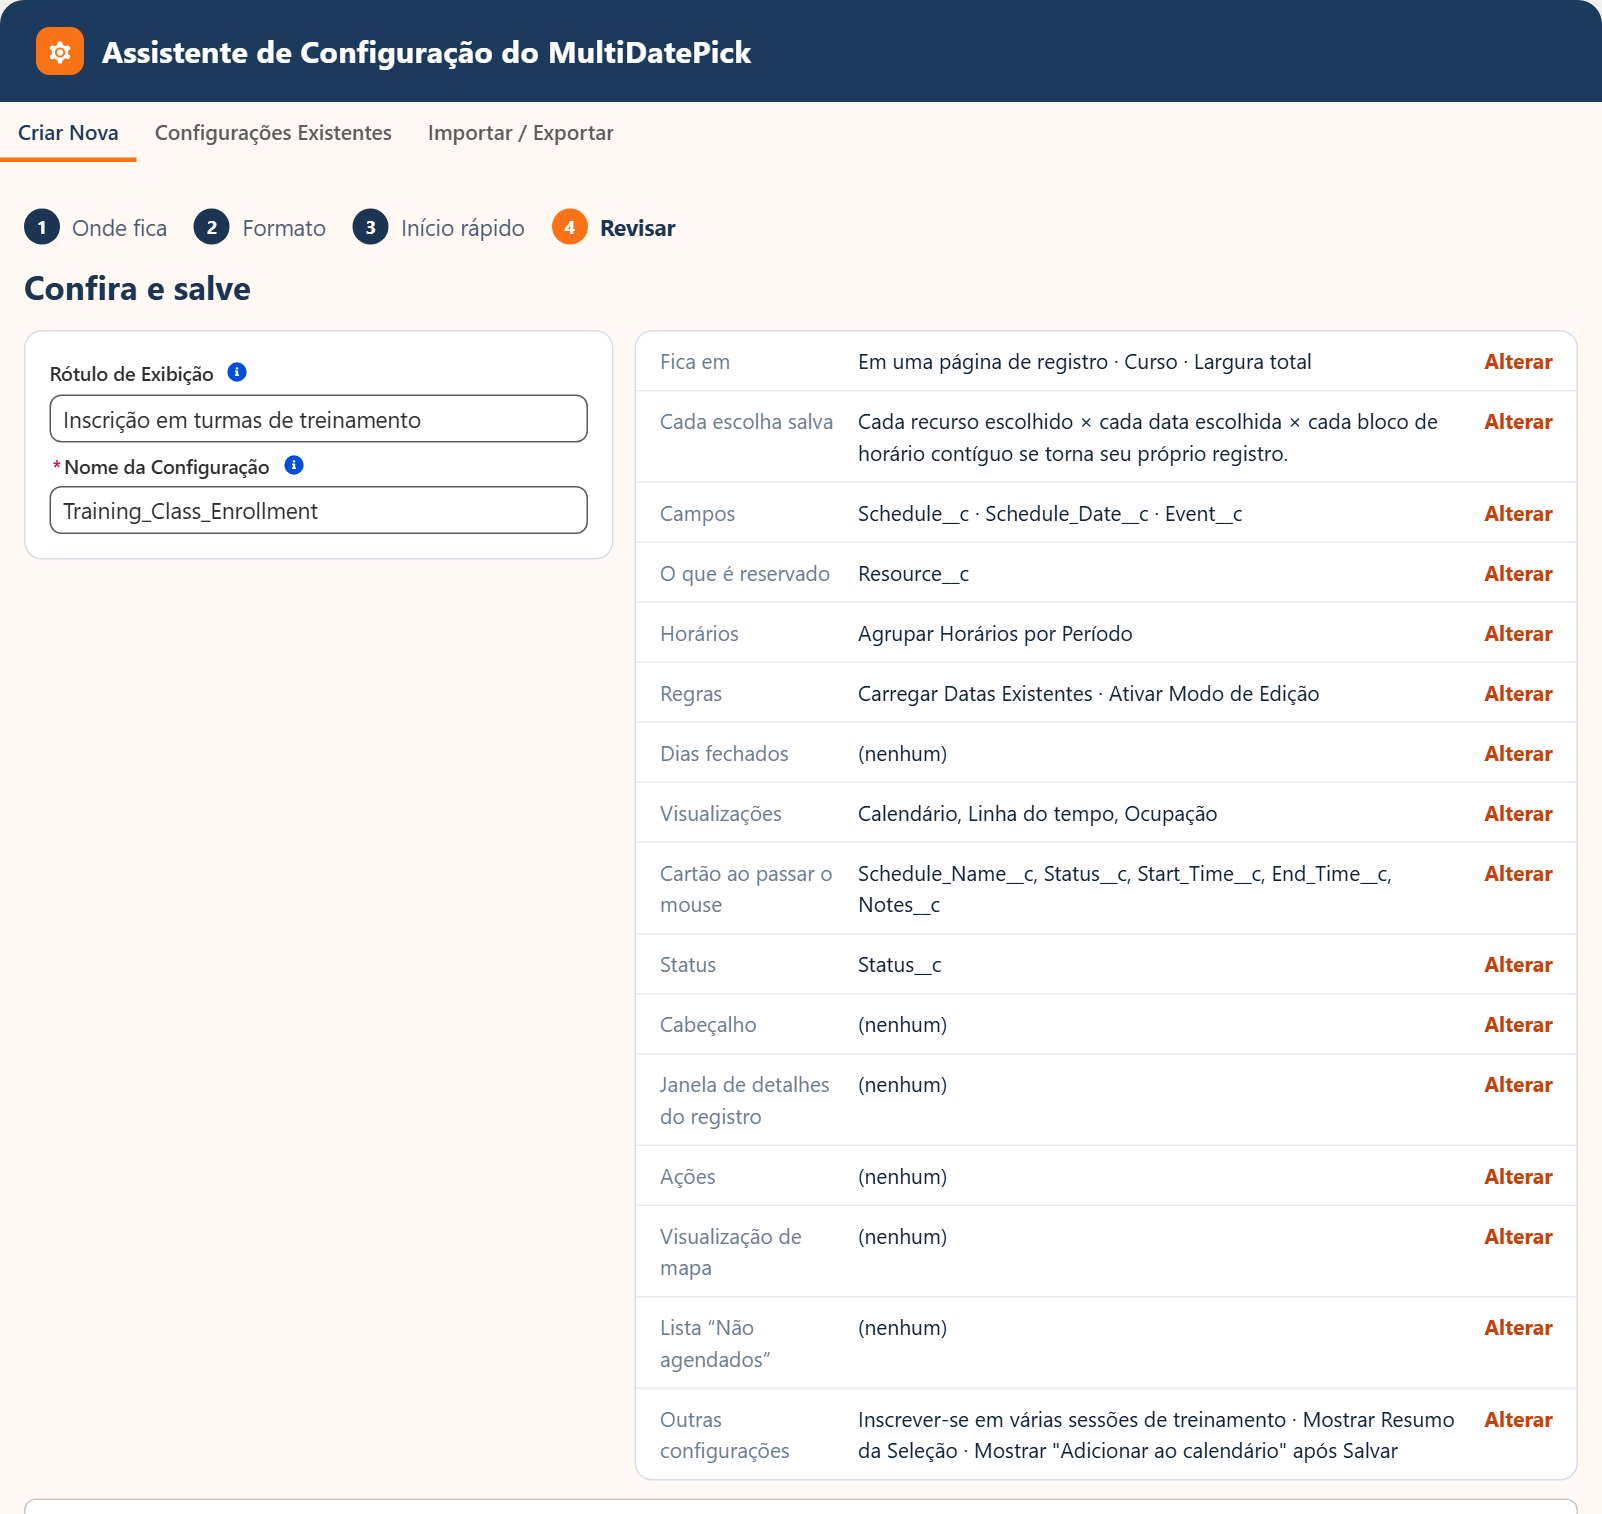 Assistente de Configuração do MultiDatePick
Criar Nova
Configurações Existentes
Importar / Exportar
1 Onde fica
2 Formato
3 Início rápido
4 Revisar
Confira e salve
Rótulo de Exibição
Inscrição em turmas de treinamento
*Nome da Configuração
Training_Class_Enrollment
Fica em
Em uma página de registro · Curso · Largura total
Alterar
Cada escolha salva
Cada recurso escolhido × cada data escolhida × cada bloco de
horário contíguo se torna seu próprio registro.
Alterar
Campos
Schedule__c · Schedule_Date__c · Event__c
Alterar
O que é reservado
Resource__c
Alterar
Horários
Agrupar Horários por Período
Alterar
Regras
Carregar Datas Existentes · Ativar Modo de Edição
Alterar
Dias fechados
(nenhum)
Alterar
Visualizações
Calendário, Linha do tempo, Ocupação
Alterar
Cartão ao passar o
mouse
Schedule_Name__c, Status__c, Start_Time__c, End_Time__c,
Notes__c
Alterar
Status
Status__c
Alterar
Cabeçalho
(nenhum)
Alterar
Janela de detalhes
do registro
(nenhum)
Alterar
Ações
(nenhum)
Alterar
Visualização de
mapa
(nenhum)
Alterar
Lista “Não
agendados”
(nenhum)
Alterar
Outras
configurações
Inscrever-se em várias sessões de treinamento · Mostrar Resumo
da Seleção · Mostrar "Adicionar ao calendário" após Salvar
Alterar